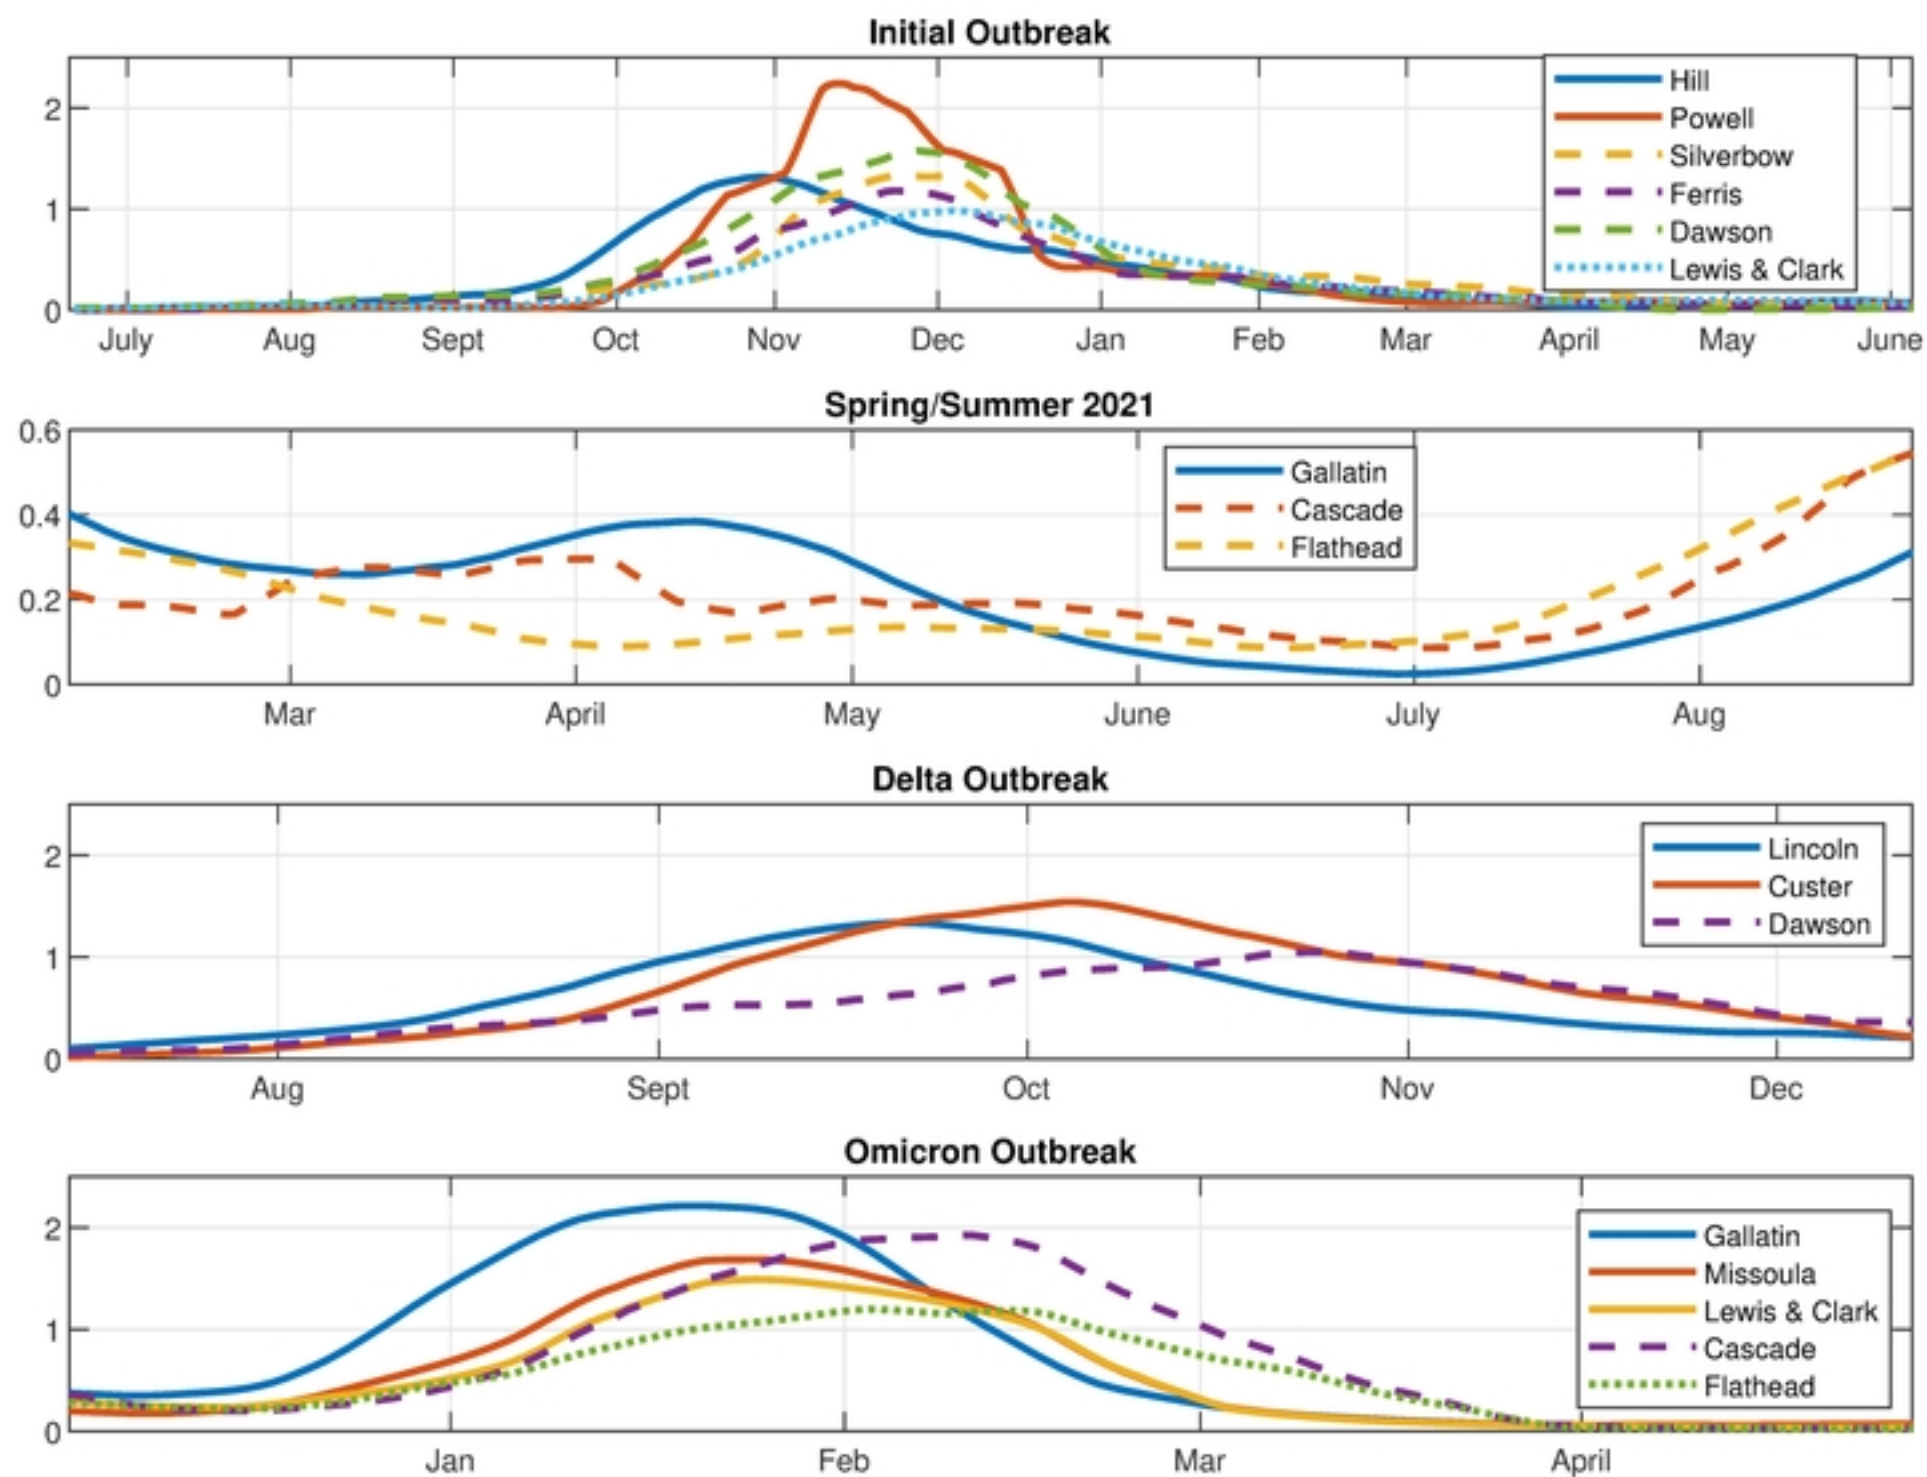 Initial Outbreak
2
1
0
Hill
Powell
Silverbow
Ferris
Dawson
Lewis & Clark
July Aug Sept Oct Nov Dec Jan Feb Mar April May June
Spring/Summer 2021
0.6
0.4
0.2
0
Gallatin
Cascade
Flathead
Mar April May June July Aug
Delta Outbreak
2
1
0
Lincoln
Custer
Dawson
Aug Sept Oct Nov Dec
Omicron Outbreak
2
1
0
Gallatin
Missoula
Lewis & Clark
Cascade
Flathead
Jan Feb Mar April